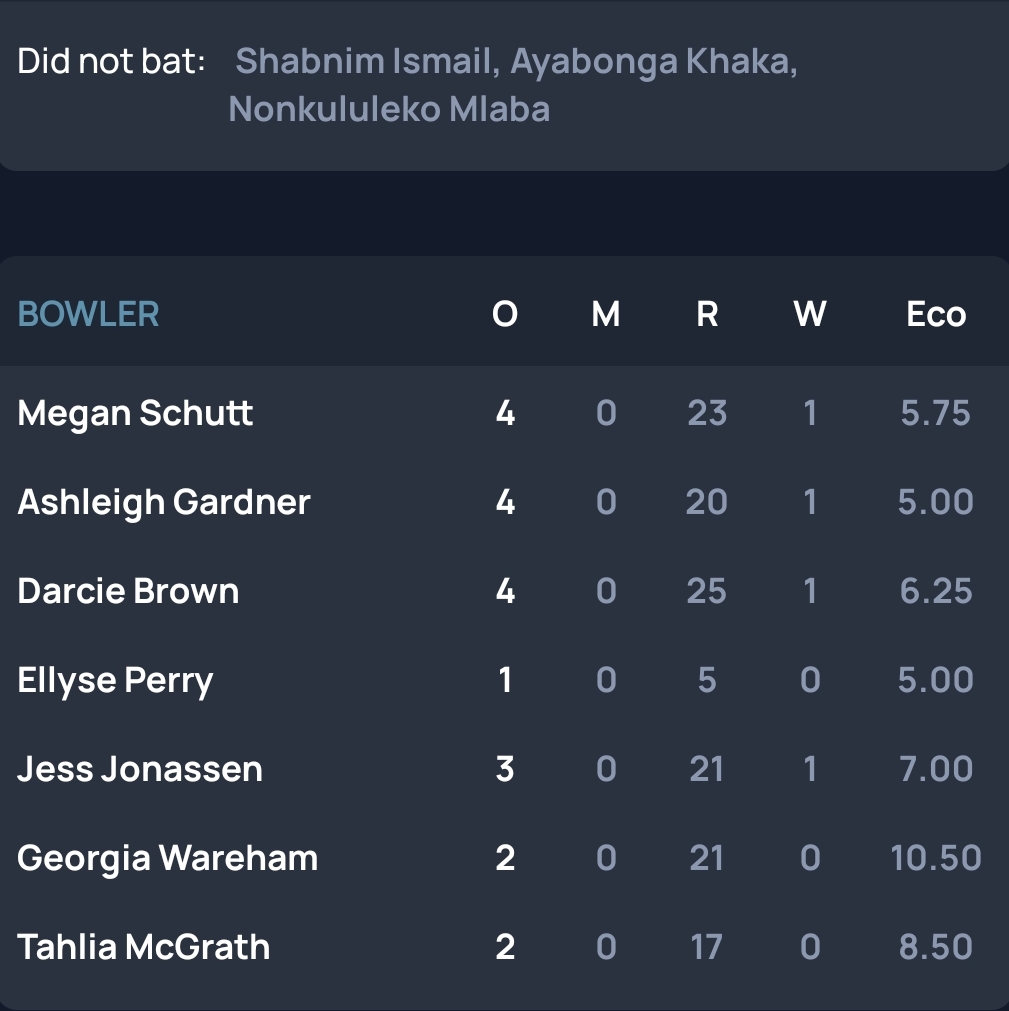 Did not bat: Shabnim Ismail, Ayabonga Khaka,
Nonkululeko Mlaba
BOWLER O M R W Eco
Megan Schutt 4 0 23 1 5.75
Ashleigh Gardner 4 0 20 1 5.00
Darcie Brown 4 0 25 1 6.25
Ellyse Perry 1 0 5 0 5.00
Jess Jonassen 3 0 21 1 7.00
Georgia Wareham 2 0 21 0 10.50
Tahlia McGrath 2 0 17 0 8.50